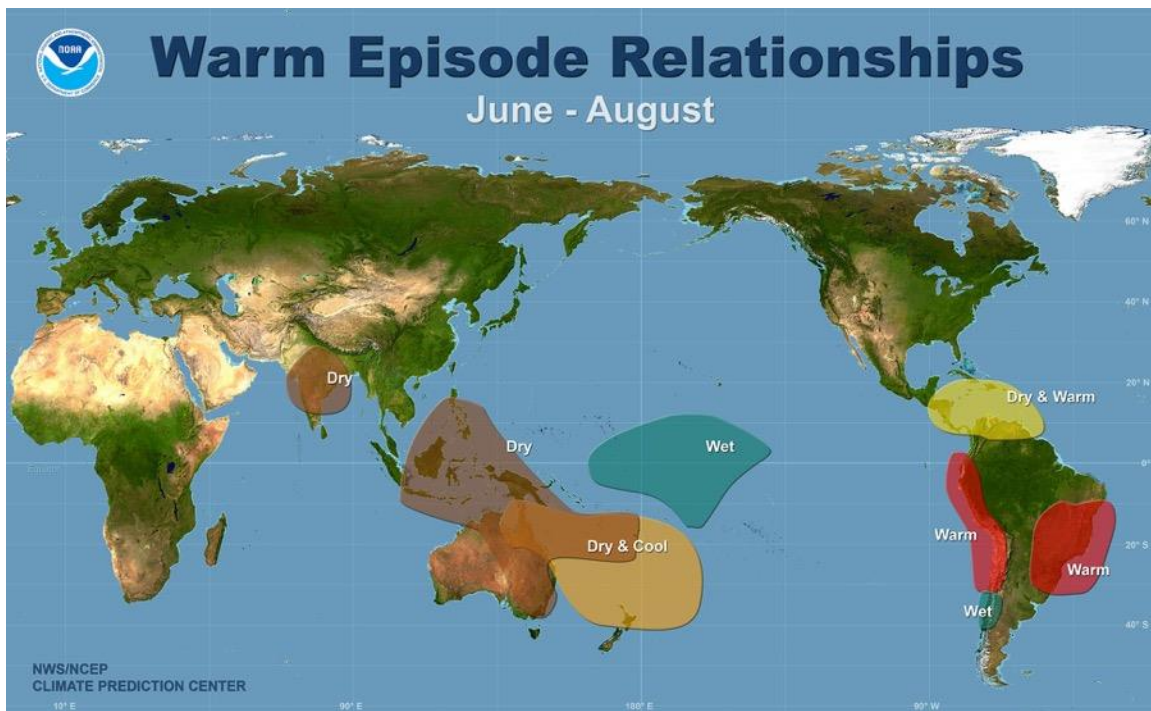 NOAA
Warm Episode Relationships
June - August
60° N
40° N
Dry
20° N
Dry & Warm
Dry
Wet
Equator
0°
Warm
Dry & Cool
20° S
Warm
Wet
40° S
NWS/NCEP
CLIMATE PREDICTION CENTER
10° E
90° E
180° E
90° W